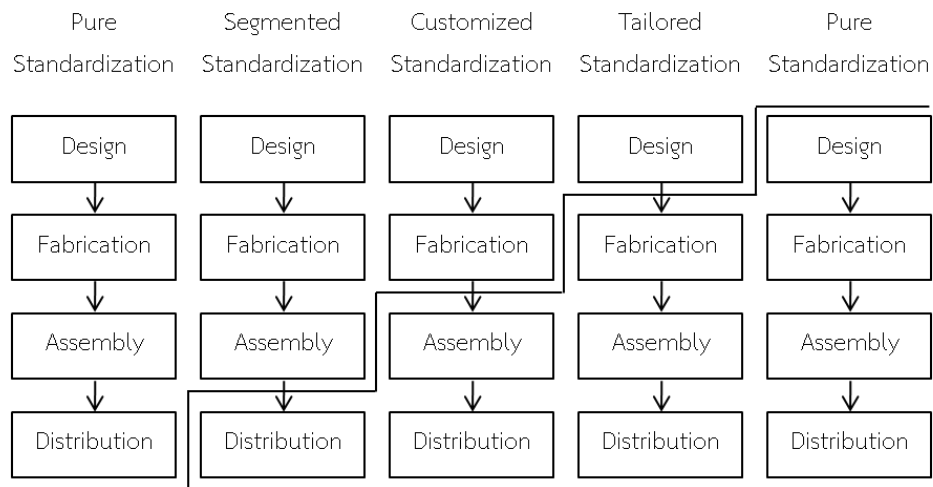 Pure Segmented Customized Tailored Pure
Standardization Standardization Standardization Standardization Standardization
Design Design Design Design Design
Fabrication Fabrication Fabrication Fabrication Fabrication
Assembly Assembly Assembly Assembly Assembly
Distribution Distribution Distribution Distribution Distribution